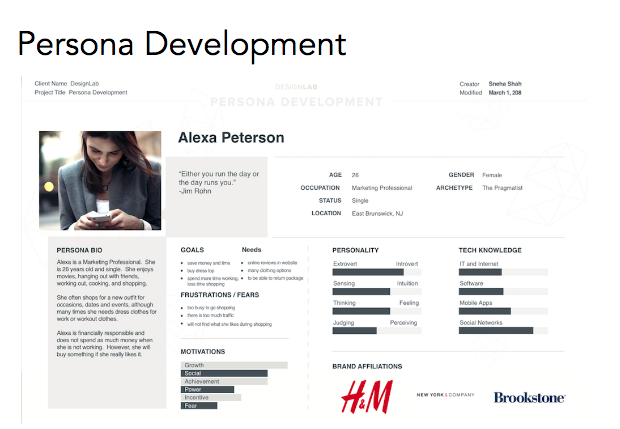 Persona Development
Client Name DesignLab
Project Title Persona Development
DESIGNLAB
PERSONA DEVELOPMENT
Creator Sneha Shah
Modified March 1, 208
Alexa Peterson
"Either you run the day or
the day runs you."
-Jim Rohn
AGE 26
OCCUPATION Marketing Professional
STATUS Single
LOCATION East Brunswick, NJ
GENDER Female
ARCHETYPE The Pragmatist
PERSONA BIO
Alexa is a Marketing Professional. She
is 26 years old and single. She enjoys
movies, hanging out with friends,
working out, cooking, and shopping.
She often shops for a new outfit for
occasions, dates and events, although
many times she needs dress clothes for
work or workout clothes.
Alexa is financially responsible and
does not spend as much money when
she is not working. However, she will
buy something if she really likes it.
GOALS
save money and time
buy dress top
spend more time working,
less time shopping
Needs
online reviews in website
many clothing options
to be able to return package
FRUSTRATIONS / FEARS
too busy to go shopping
there is too much traffic
will not find what she likes during shopping
MOTIVATIONS
Growth
Social
Achievement
Power
Incentive
Fear
PERSONALITY
Extrovert Introvert
Sensing Intuition
Thinking Feeling
Judging Perceiving
TECH KNOWLEDGE
IT and Internet
Software
Mobile Apps
Social Networks
BRAND AFFILIATIONS
H&M
NEW YORK & COMPANY
Brookstone